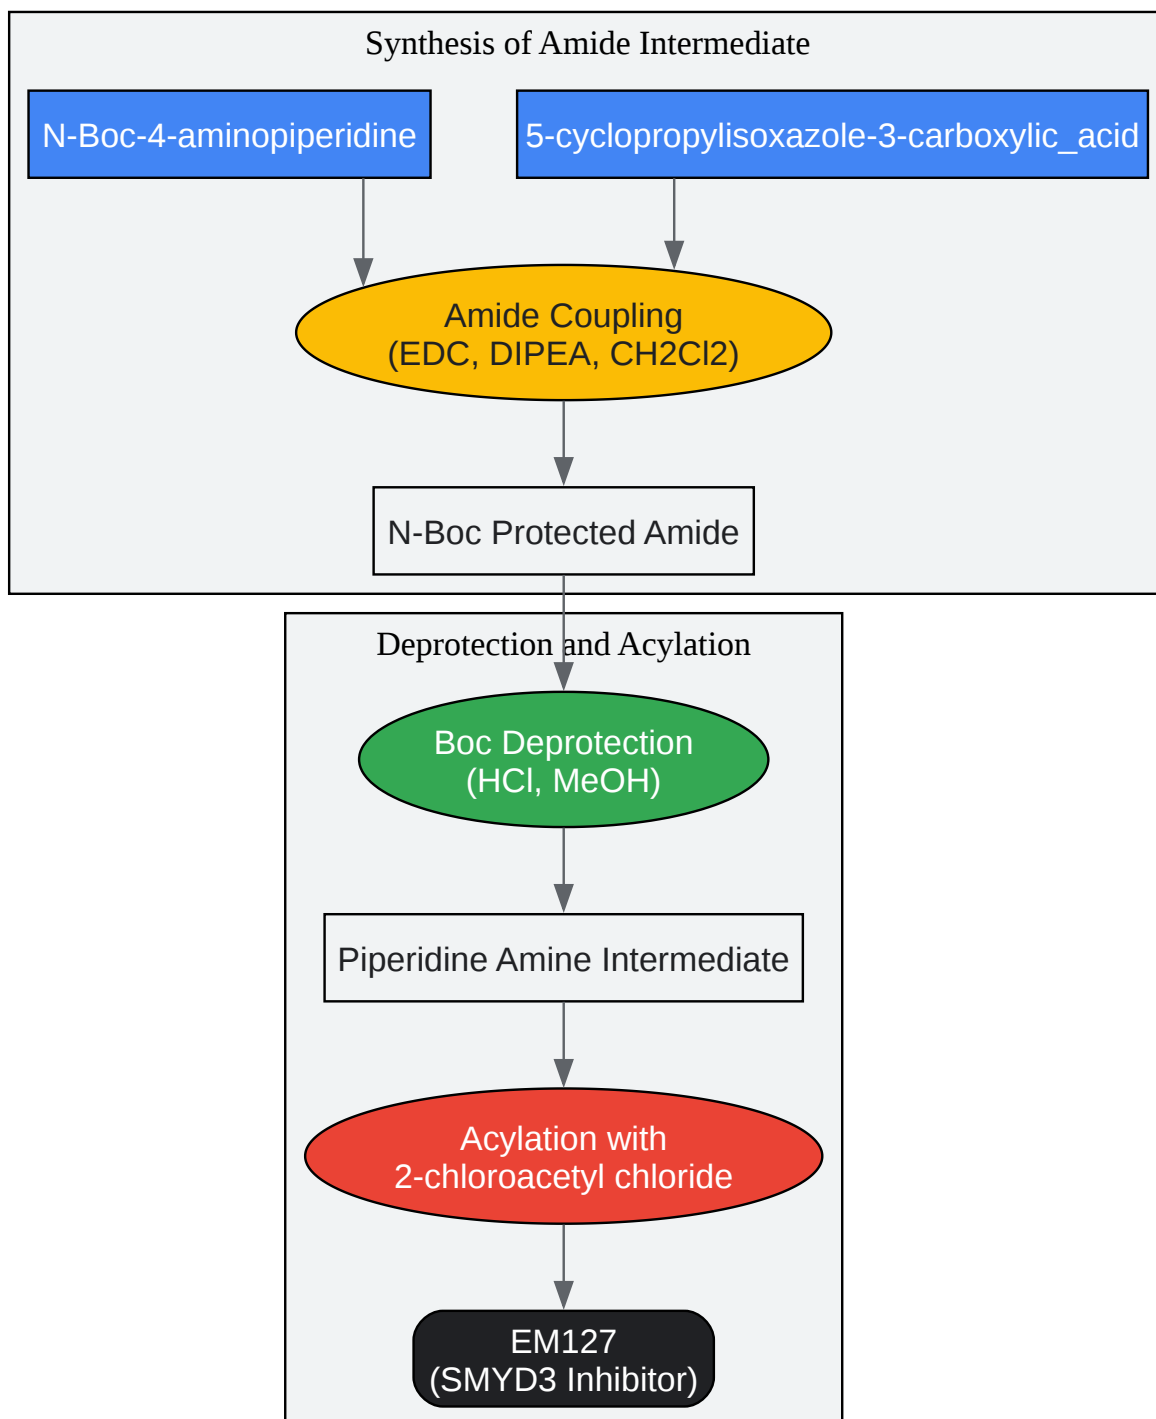 Synthesis of Amide Intermediate
N-Boc-4-aminopiperidine
5-cyclopropylisoxazole-3-carboxylic_acid
Amide Coupling
(EDC, DIPEA, CH2Cl2)
N-Boc Protected Amide
Deprotection and Acylation
Boc Deprotection
(HCl, MeOH)
Piperidine Amine Intermediate
Acylation with
2-chloroacetyl chloride
EM127
(SMYD3 Inhibitor)